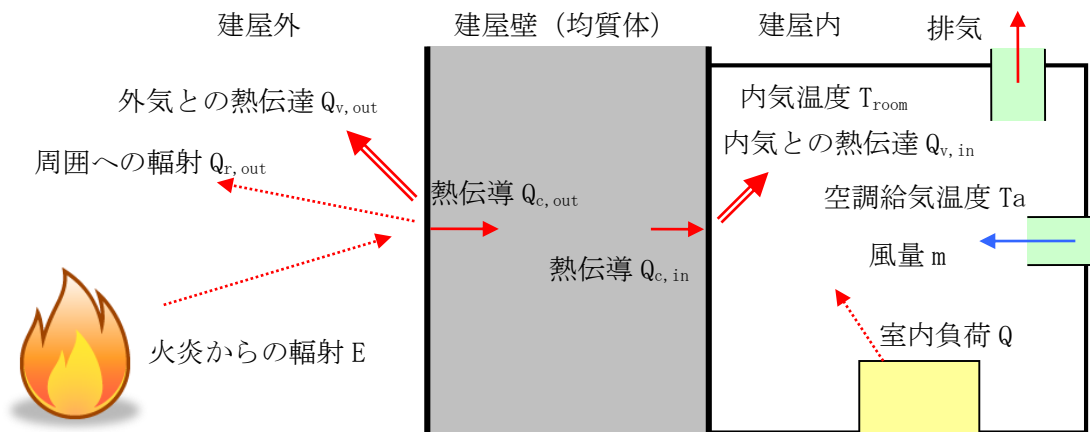 建屋外
建屋壁（均質体）
建屋内
排気
外気との熱伝達 Qv,out
周囲への輻射 Qr,out
内気温度 Troom
内気との熱伝達 Qv,in
熱伝導 Qc,out
空調給気温度 Ta
風量 m
熱伝導 Qc,in
火炎からの輻射 E
室内負荷 Q